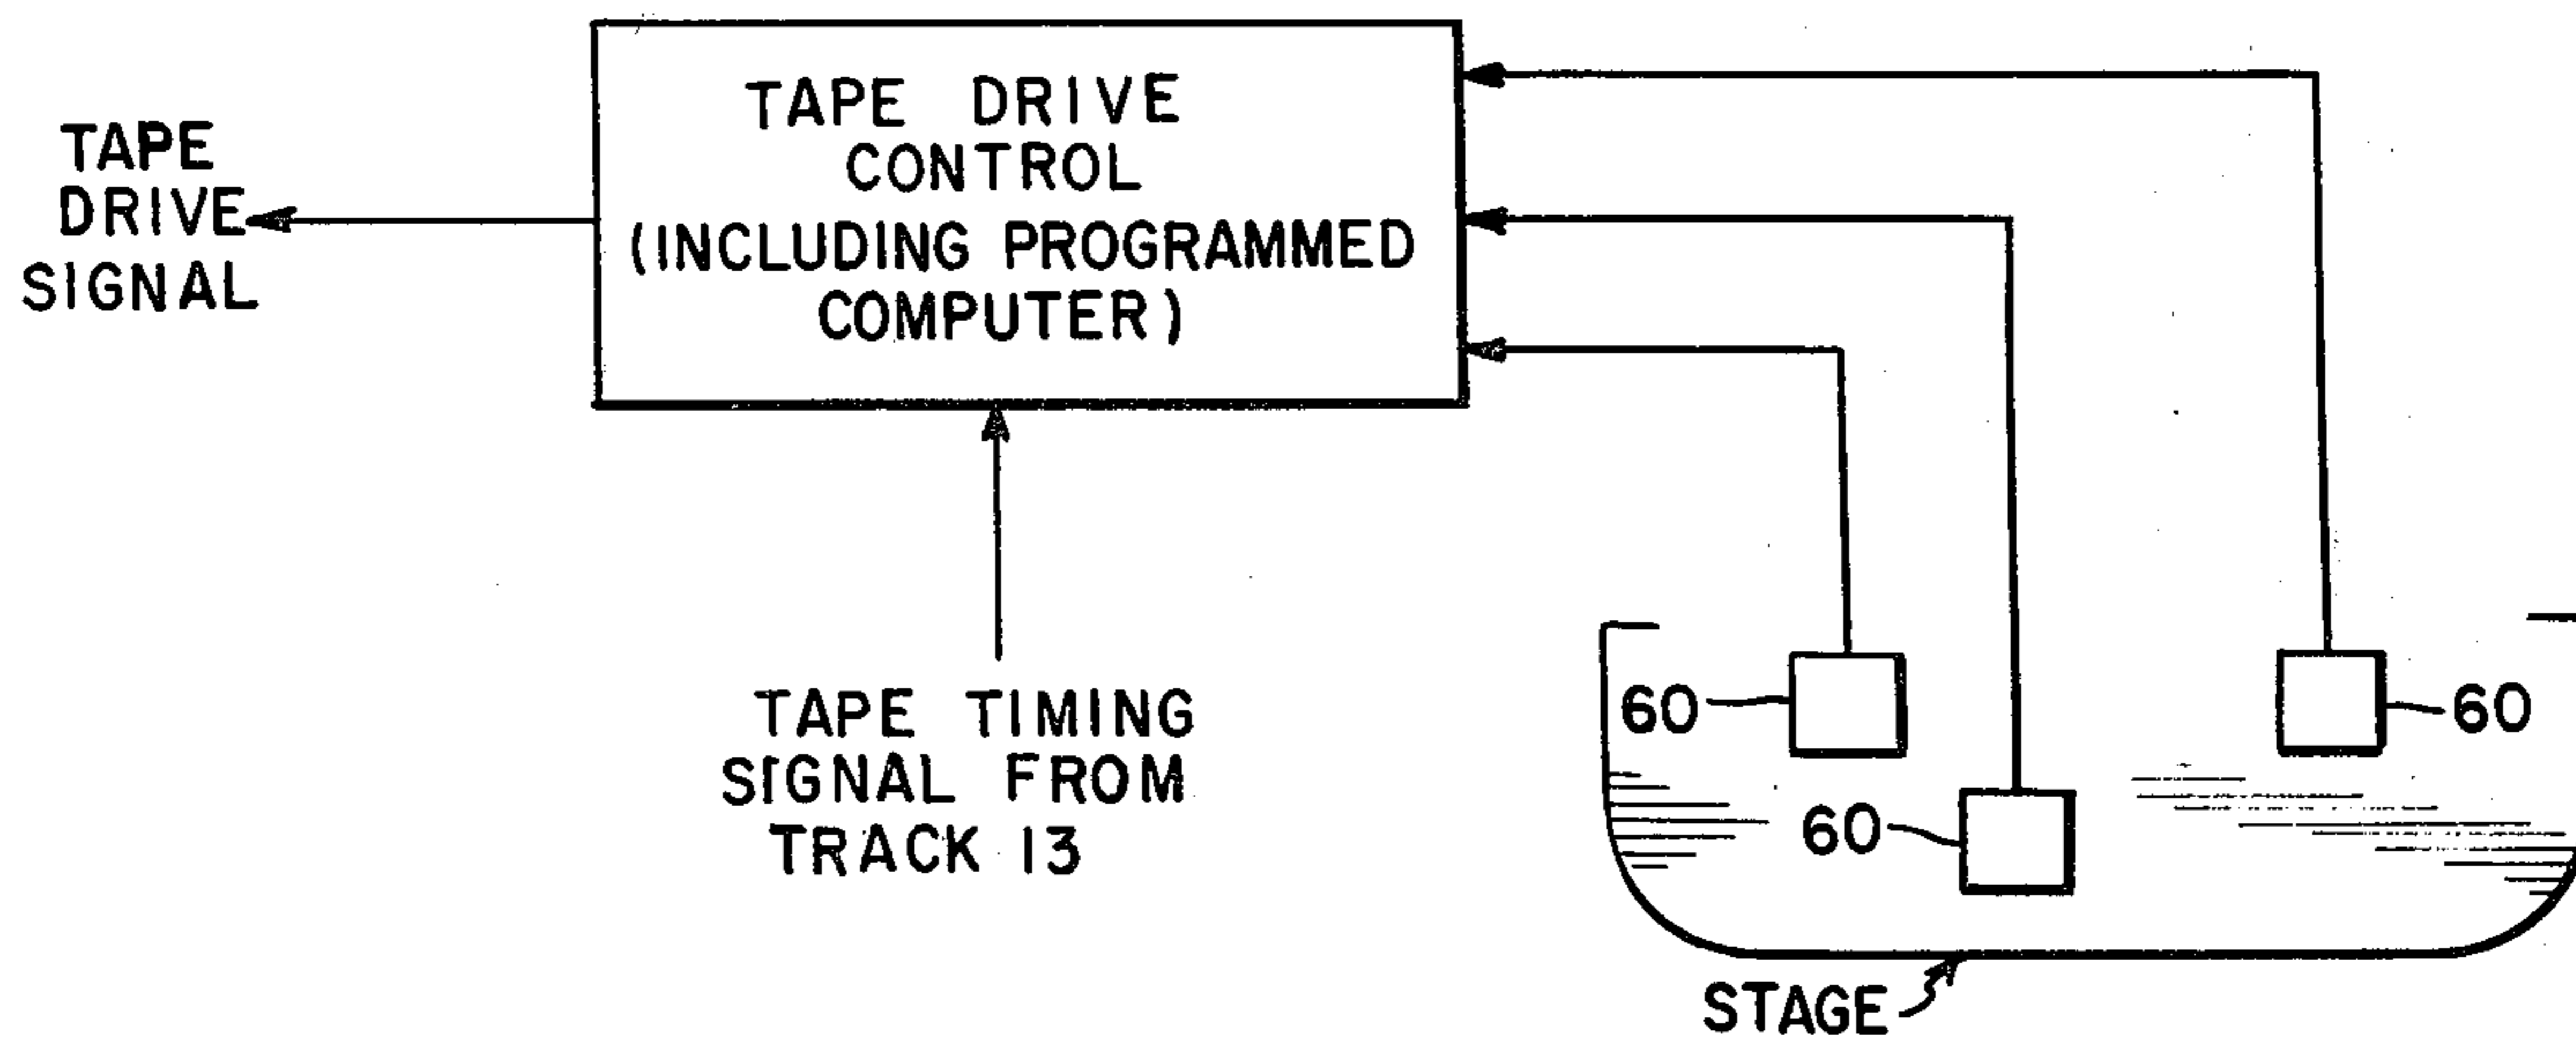 TAPE DRIVE
CONTROL
(INCLUDING PROGRAMMED
COMPUTER)
TAPE
DRIVE
SIGNAL
TAPE TIMING
SIGNAL FROM
TRACK 13
60
60
60
STAGE